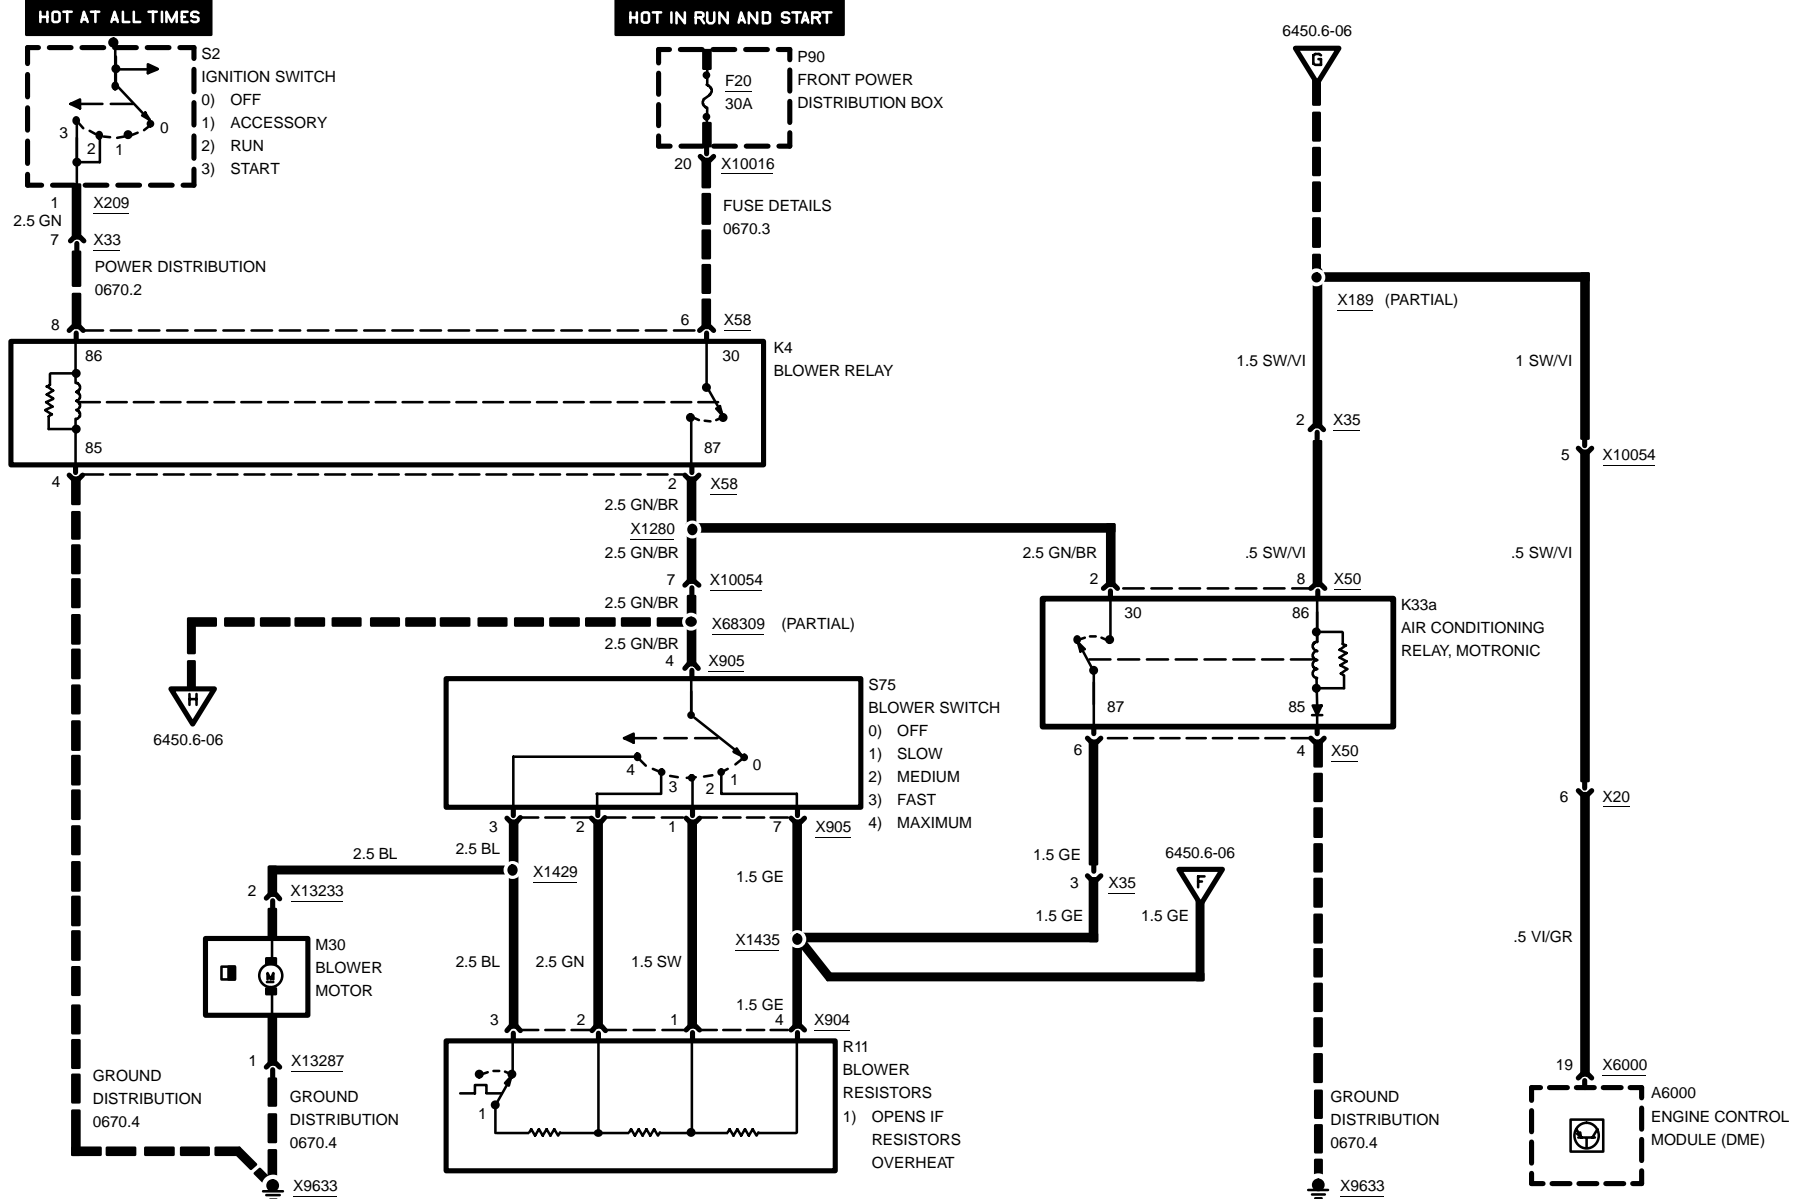 HOT AT ALL TIMES
HOT IN RUN AND START
6450.6-06
G
S2
IGNITION SWITCH
0) OFF
1) ACCESSORY
2) RUN
3) START
3
2
1
0
P90
FRONT POWER
DISTRIBUTION BOX
F20
30A
20
X10016
1
X209
2.5 GN
7
X33
POWER DISTRIBUTION
0670.2
FUSE DETAILS
0670.3
X189 (PARTIAL)
8
6
X58
86
30
K4
BLOWER RELAY
85
87
1.5 SW/VI
1 SW/VI
2
X35
5
X10054
4
2
X58
2.5 GN/BR
X1280
2.5 GN/BR
2.5 GN/BR
.5 SW/VI
.5 SW/VI
7
X10054
2
8
X50
2.5 GN/BR
X68309 (PARTIAL)
2.5 GN/BR
4
X905
30
86
K33a
AIR CONDITIONING
RELAY, MOTRONIC
87
85
6
4
X50
H
6450.6-06
S75
BLOWER SWITCH
0) OFF
1) SLOW
2) MEDIUM
3) FAST
4) MAXIMUM
4
3
2
1
0
6
X20
3
2
1
7
X905
2.5 BL
2.5 BL
X1429
1.5 GE
1.5 GE
6450.6-06
F
2
X13233
3
X35
1.5 GE
1.5 GE
X1435
.5 VI/GR
M30
BLOWER
MOTOR
M
2.5 BL
2.5 GN
1.5 SW
1.5 GE
3
2
1
4
X904
R11
BLOWER
RESISTORS
1) OPENS IF
RESISTORS
OVERHEAT
1
1
X13287
19
X6000
A6000
ENGINE CONTROL
MODULE (DME)
GROUND
DISTRIBUTION
0670.4
GROUND
DISTRIBUTION
0670.4
GROUND
DISTRIBUTION
0670.4
X9633
X9633